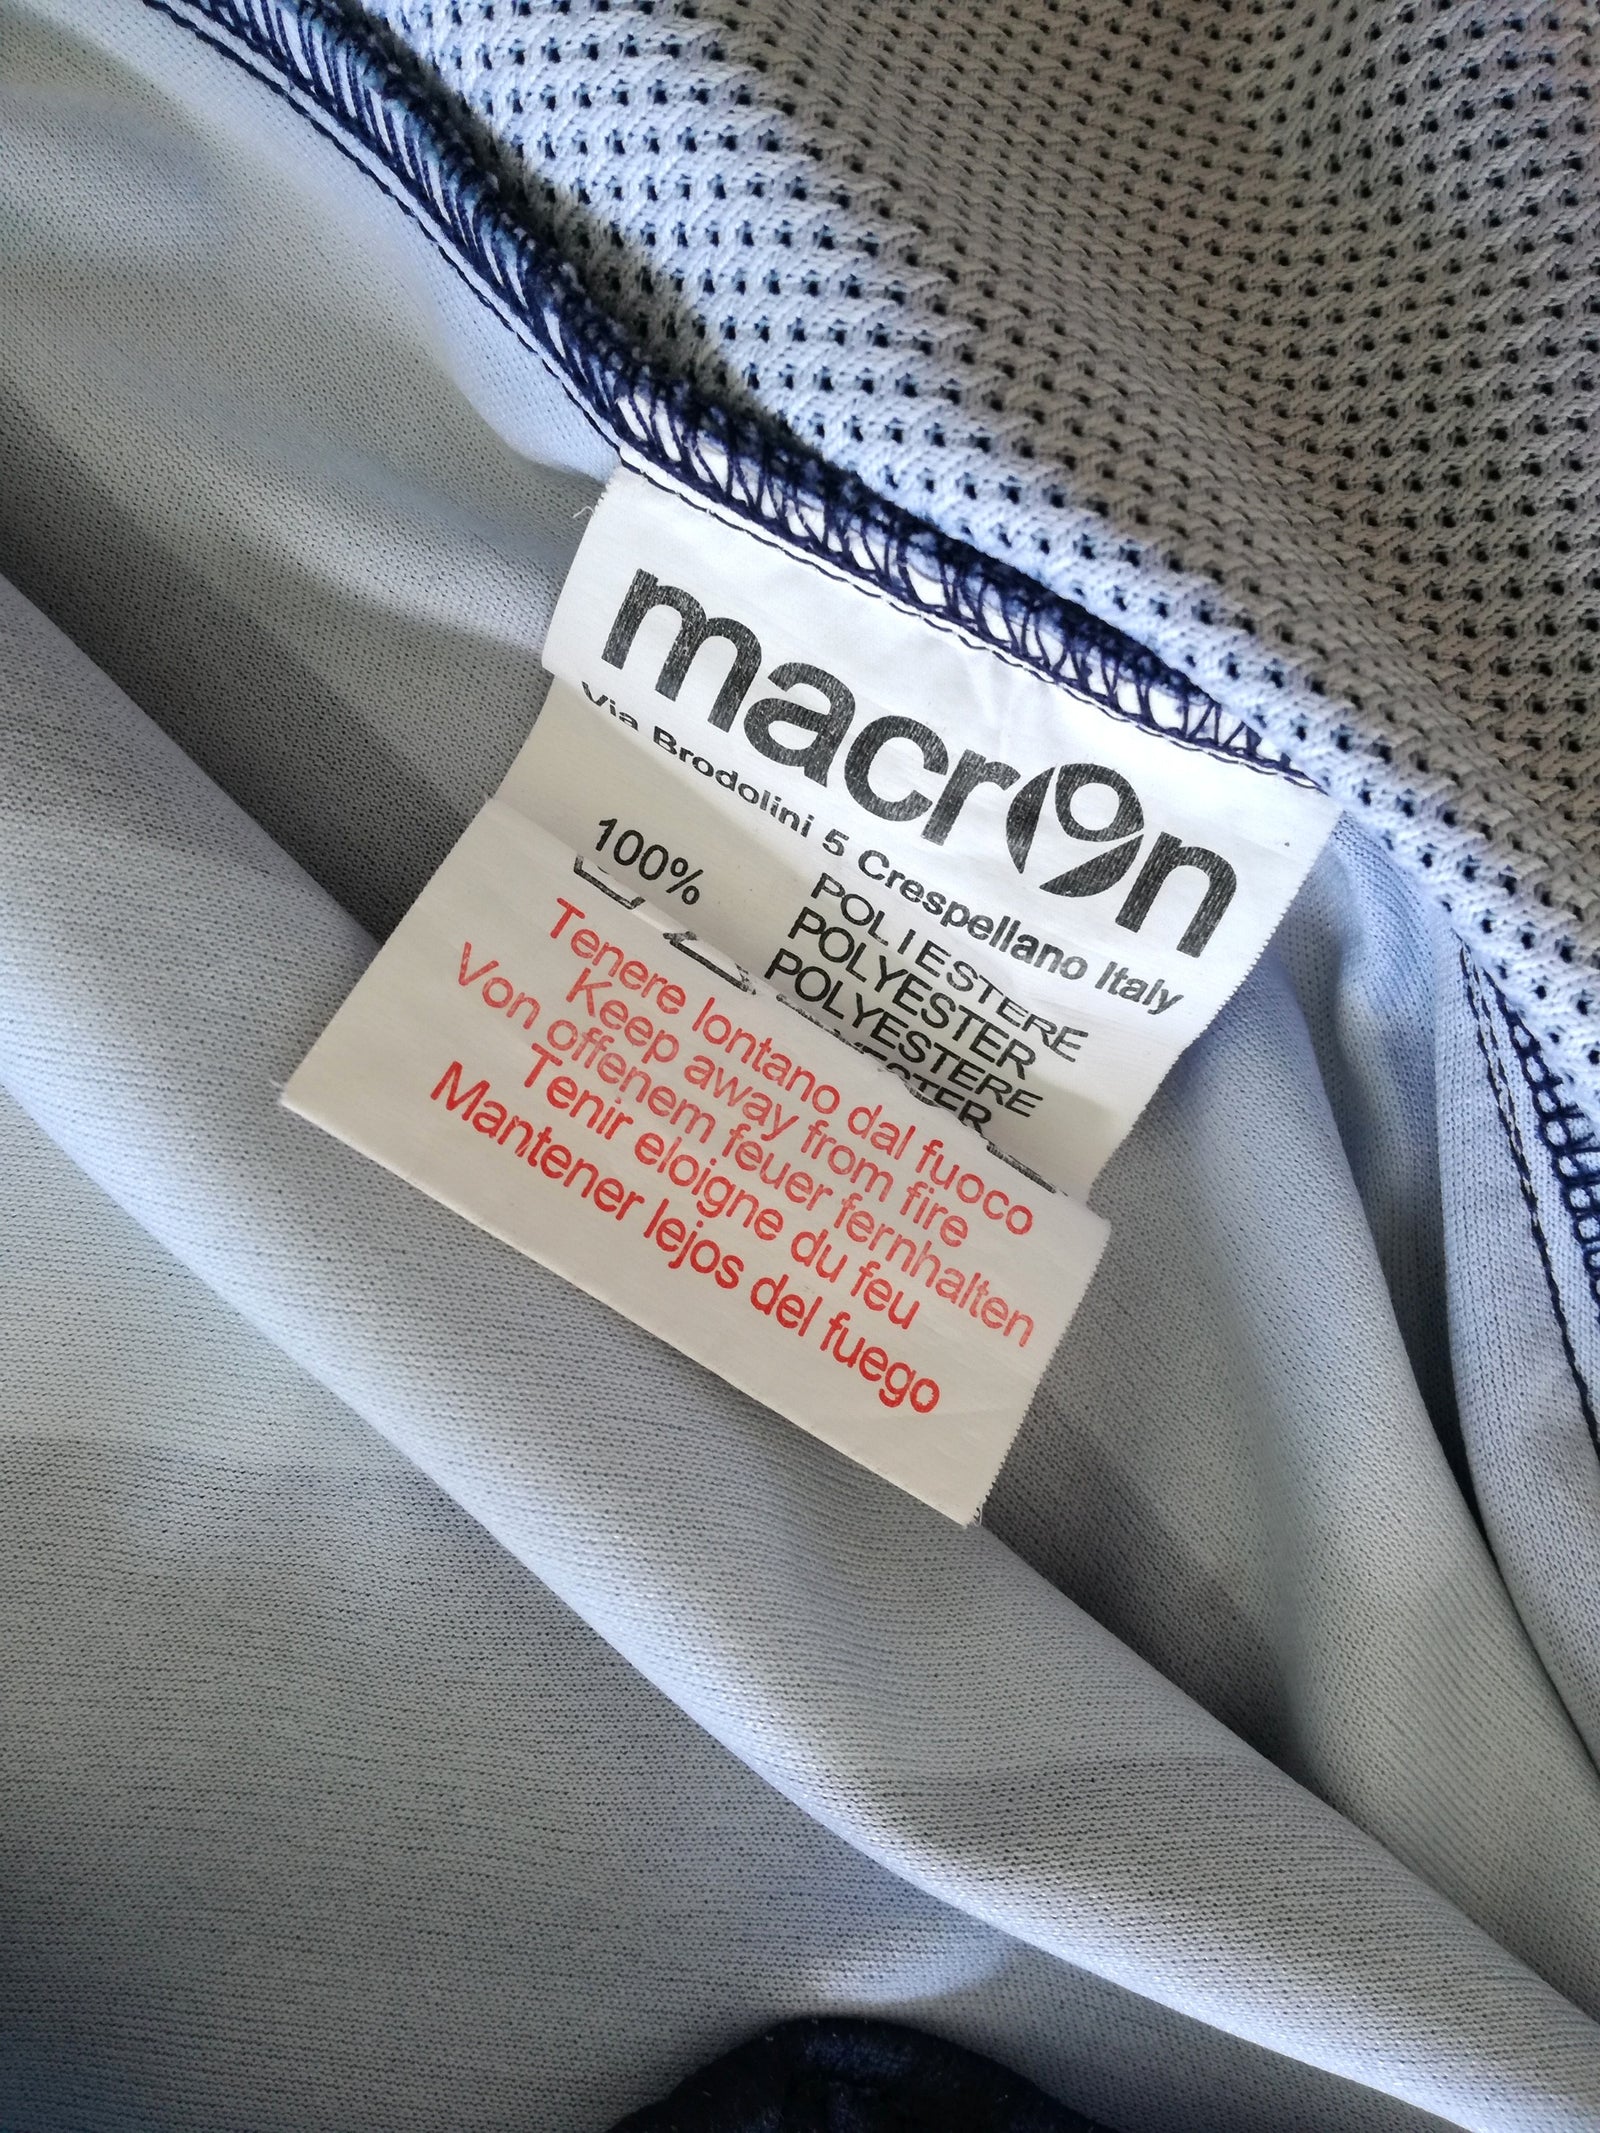 macron
Via Brodolini 5 Crespellano Italy
100% POLIESTERE
POLYESTER
POLYESTERE
Tenere lontano dal fuoco
Keep away from fire
Von offenem feuer fernhalten
Tenir eloigne du feu
Mantener lejos del fuego